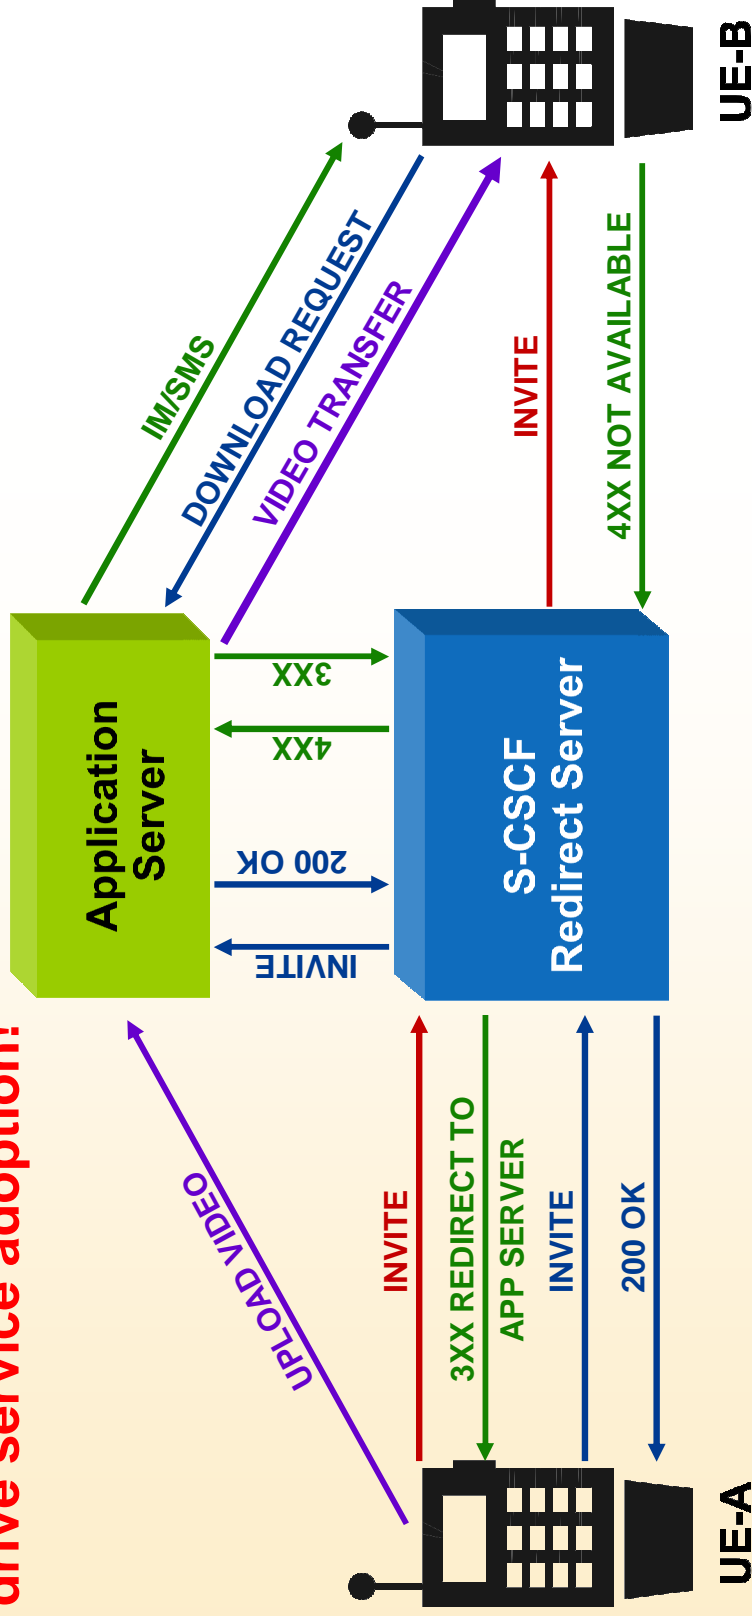 drive service adoption!
Application
Server
IM/SMS
DOWNLOAD REQUEST
VIDEO TRANSFER
UPLOAD VIDEO
INVITE
200 OK
4XX
3XX
S-CSCF
Redirect Server
INVITE
3XX REDIRECT TO
APP SERVER
INVITE
200 OK
INVITE
4XX NOT AVAILABLE
UE-A
UE-B